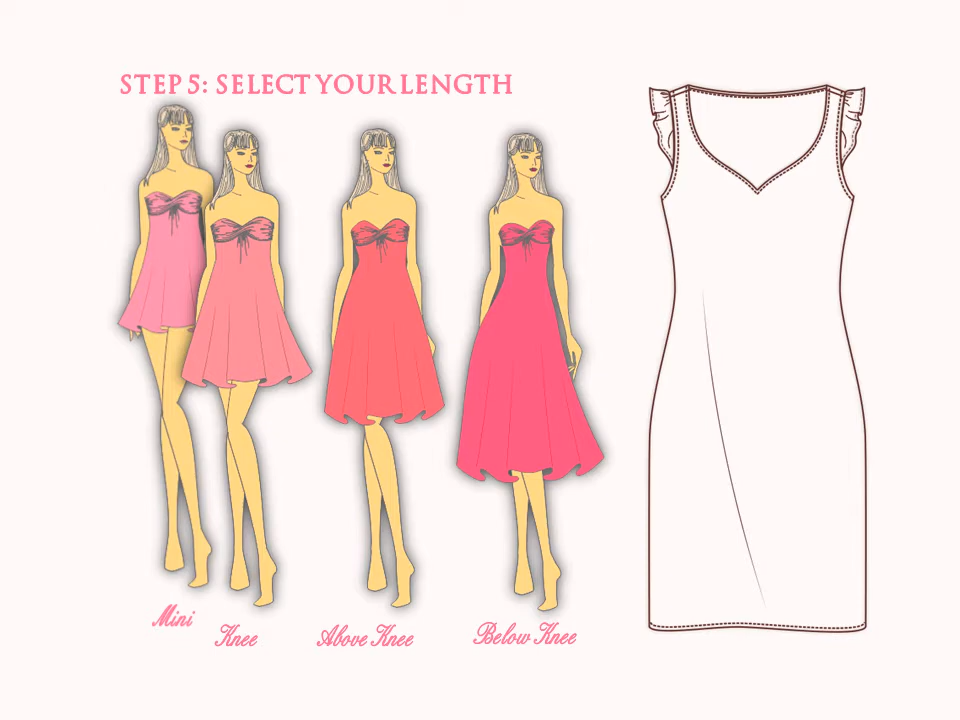 STEP 5: SELECT YOUR LENGTH
Mini
Knee
Above Knee
Below Knee